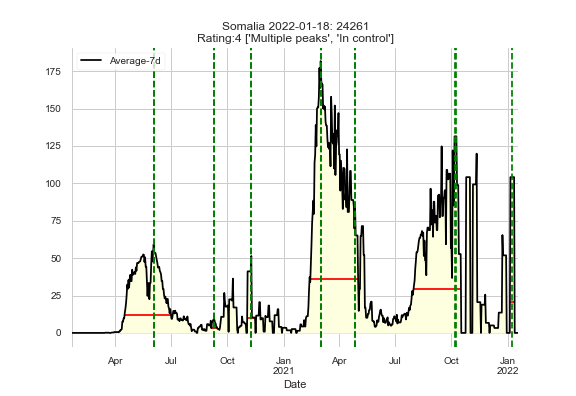 Somalia 2022-01-18: 24261
Rating:4 ['Multiple peaks', 'In control']
Average-7d
175
150
125
100
75
50
25
0
Apr Jul Oct Jan Apr Jul Oct Jan
2021 2022
Date